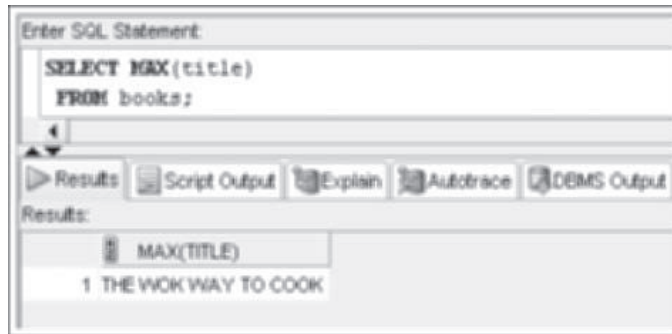 Enter SQL Statement:
SELECT MAX(title)
FROM books;
Results Script Output Explain Autotrace DBMS Output
Results:
MAX(TITLE)
1 THE WOK WAY TO COOK